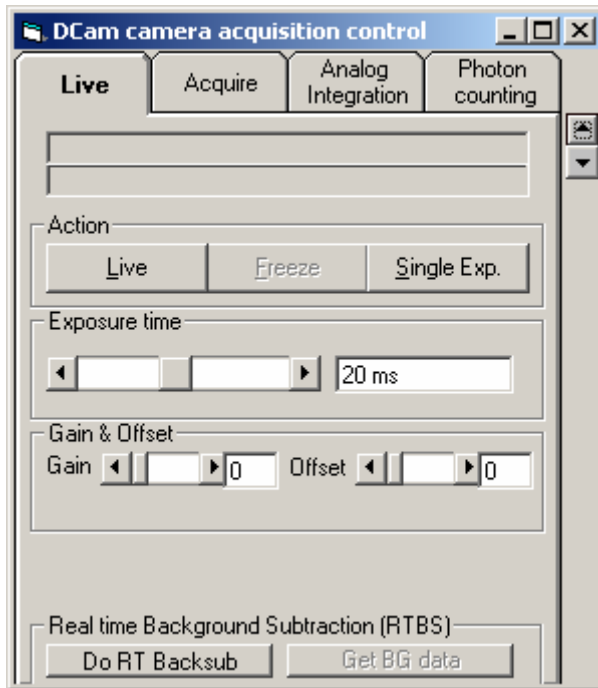 DCam camera acquisition control
Live
Acquire
Analog
Integration
Photon
counting
Action
Live
Freeze
Single Exp.
Exposure time
20 ms
Gain & Offset
Gain 0 Offset 0
Real time Background Subtraction (RTBS)
Do RT Backsub
Get BG data